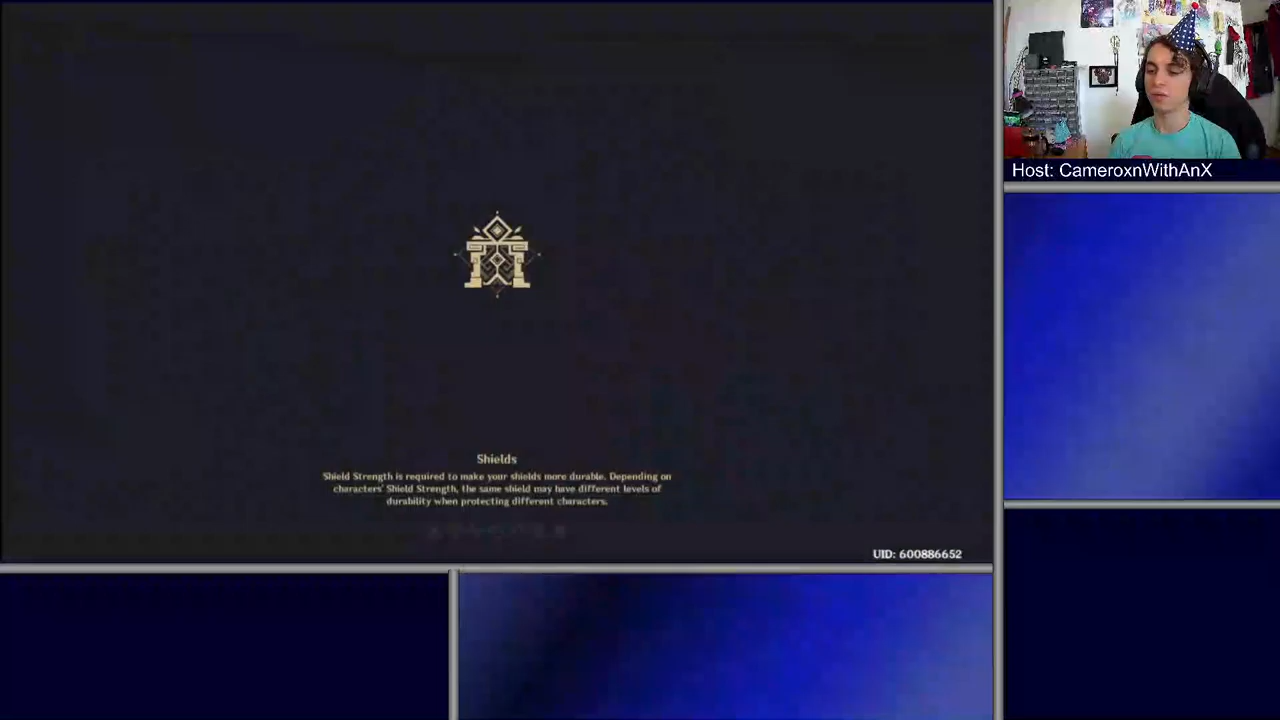 Host: CameroxnWithAnX
Shields
Shield Strength is required to make your shields more durable. Depending on
characters' Shield Strength, the same shield may have different levels of
durability when protecting different characters.
UID: 600886652